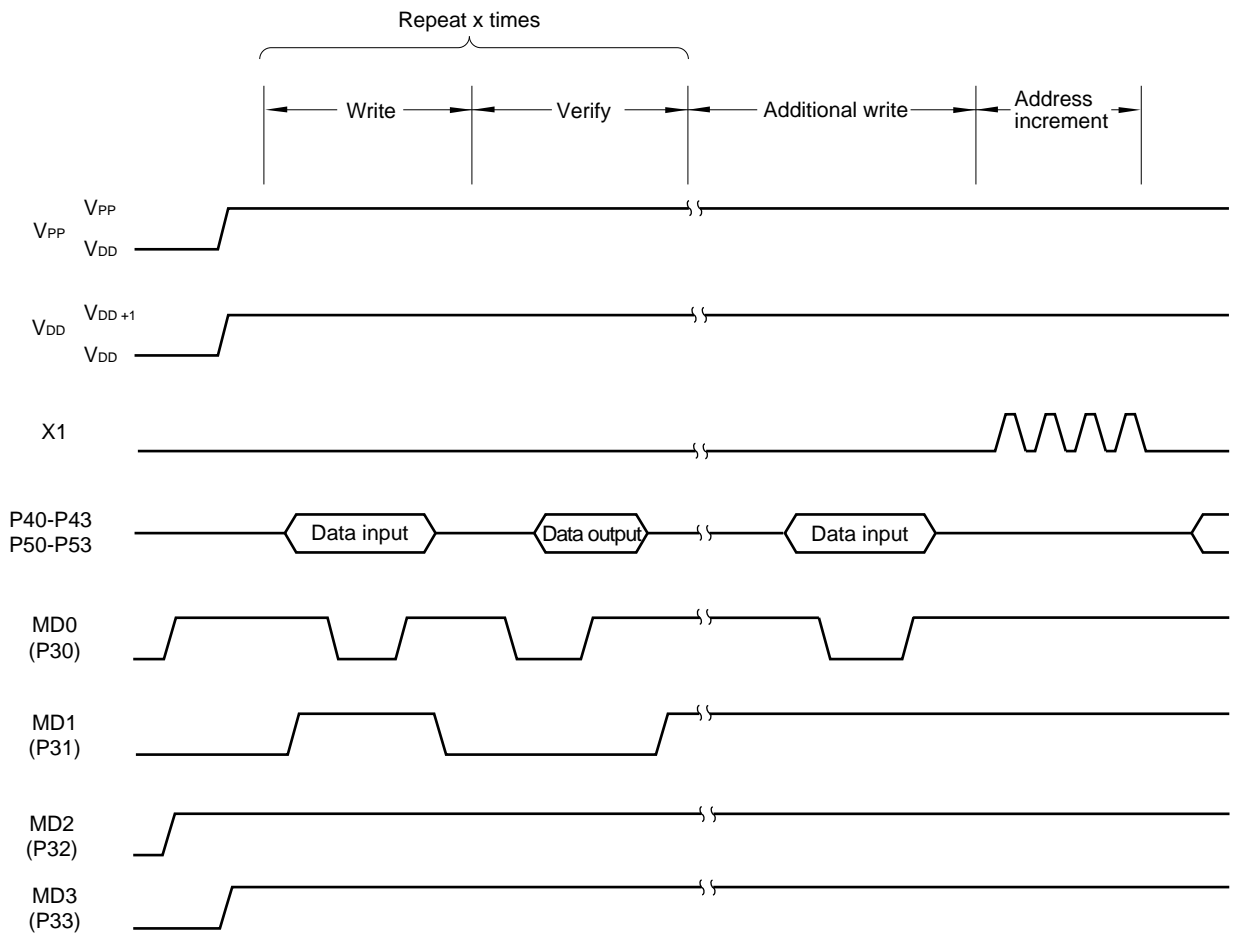 Repeat x times
Write
Verify
Additional write
Address
increment
VPP
VPP
VDD
VDD +1
VDD
VDD
X1
P40-P43
P50-P53
Data input
Data output
Data input
MD0
(P30)
MD1
(P31)
MD2
(P32)
MD3
(P33)